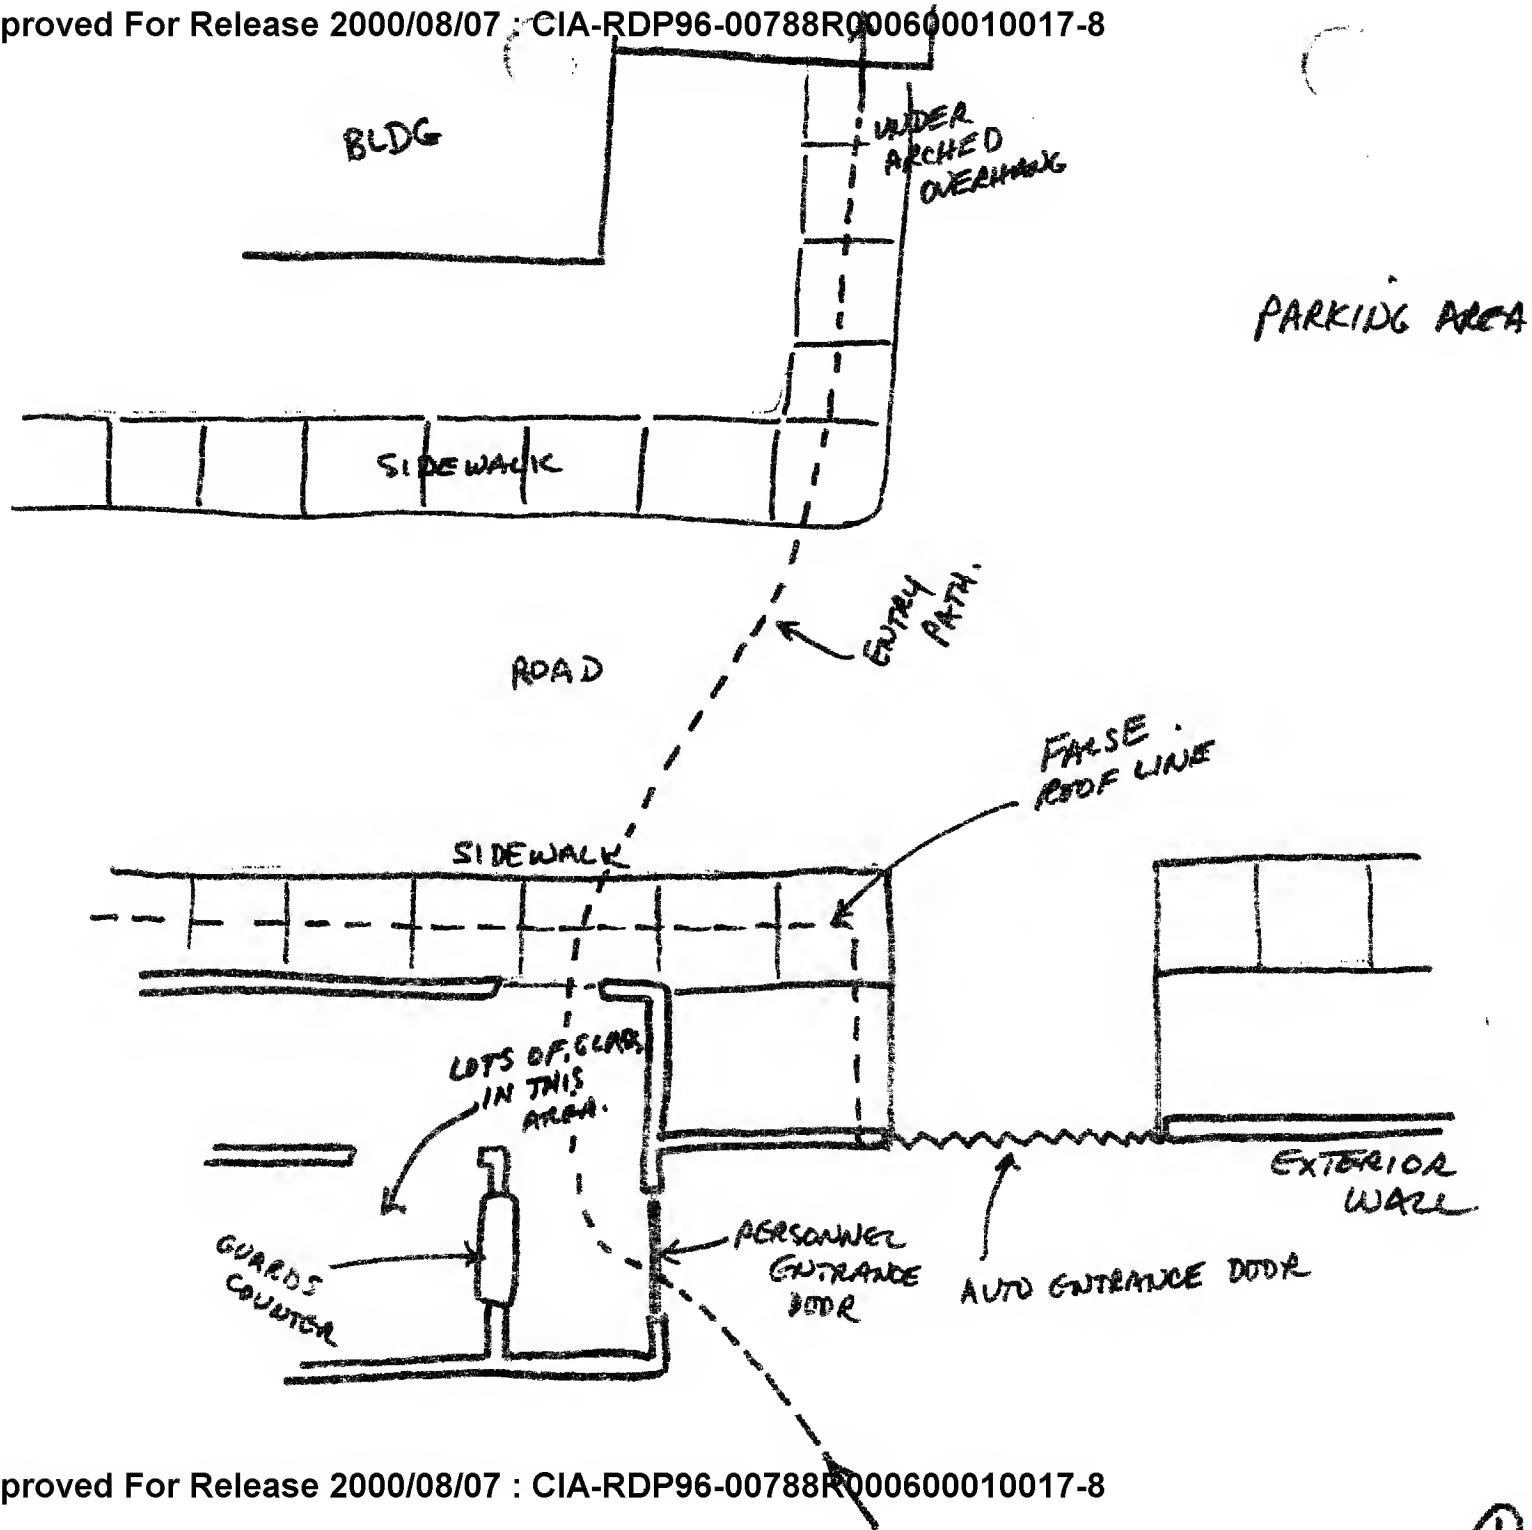 proved For Release 2000/08/07 : CIA-RDP96-00788R000600010017-8
BLDG
UNDER
ARCHED
OVERHANG
PARKING AREA
SIDEWALK
ENTRY
PATH.
ROAD
FALSE
ROOF LINE
SIDEWALK
LOTS OF GLASS
IN THIS
AREA.
EXTERIOR
WALL
GUARDS
COUNTER
PERSONNEL
ENTRANCE
DOOR
AUTO ENTRANCE DOOR
proved For Release 2000/08/07 : CIA-RDP96-00788R000600010017-8
1